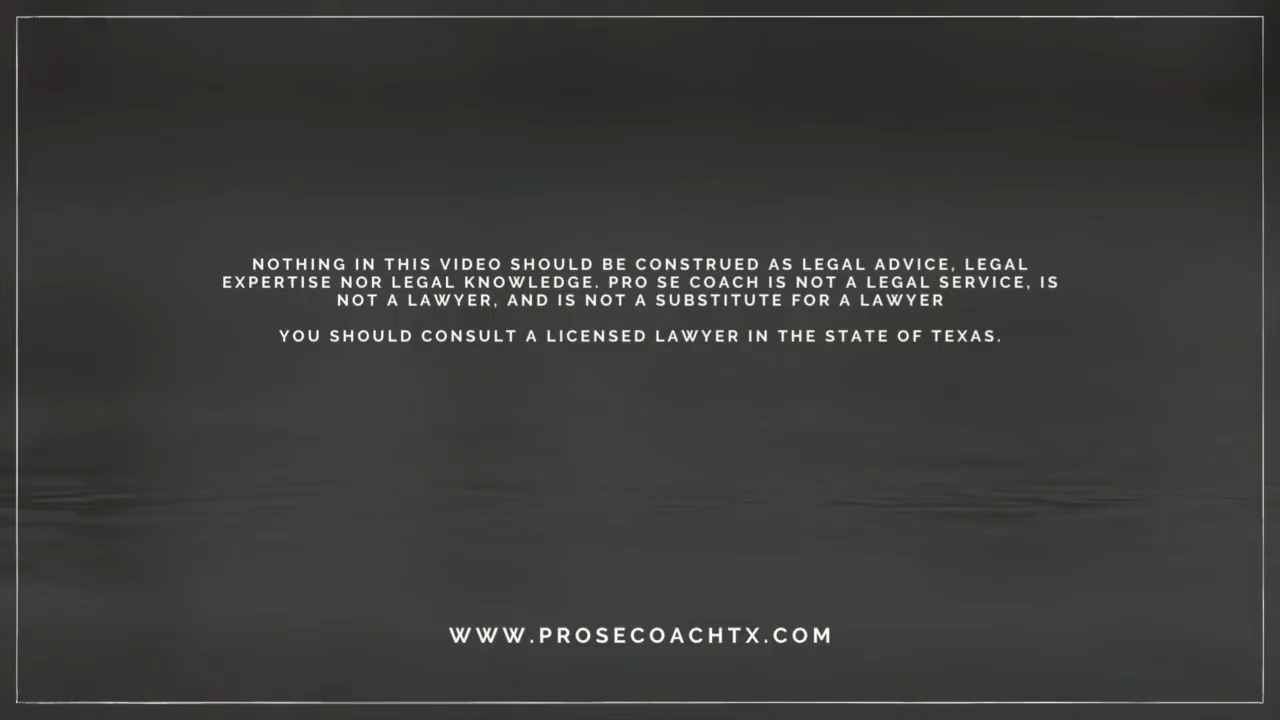 NOTHING IN THIS VIDEO SHOULD BE CONSTRUED AS LEGAL ADVICE, LEGAL
EXPERTISE NOR LEGAL KNOWLEDGE. PRO SE COACH IS NOT A LEGAL SERVICE, IS
NOT A LAWYER, AND IS NOT A SUBSTITUTE FOR A LAWYER
YOU SHOULD CONSULT A LICENSED LAWYER IN THE STATE OF TEXAS.
WWW.PROSECOACHTX.COM